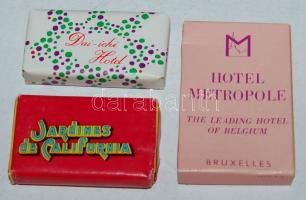 Dai-ichi
Hotel
JARDINES
de CALIFORNIA
M
HOTEL
METROPOLE
THE LEADING HOTEL
OF BELGIUM
BRUXELLES
darabanth